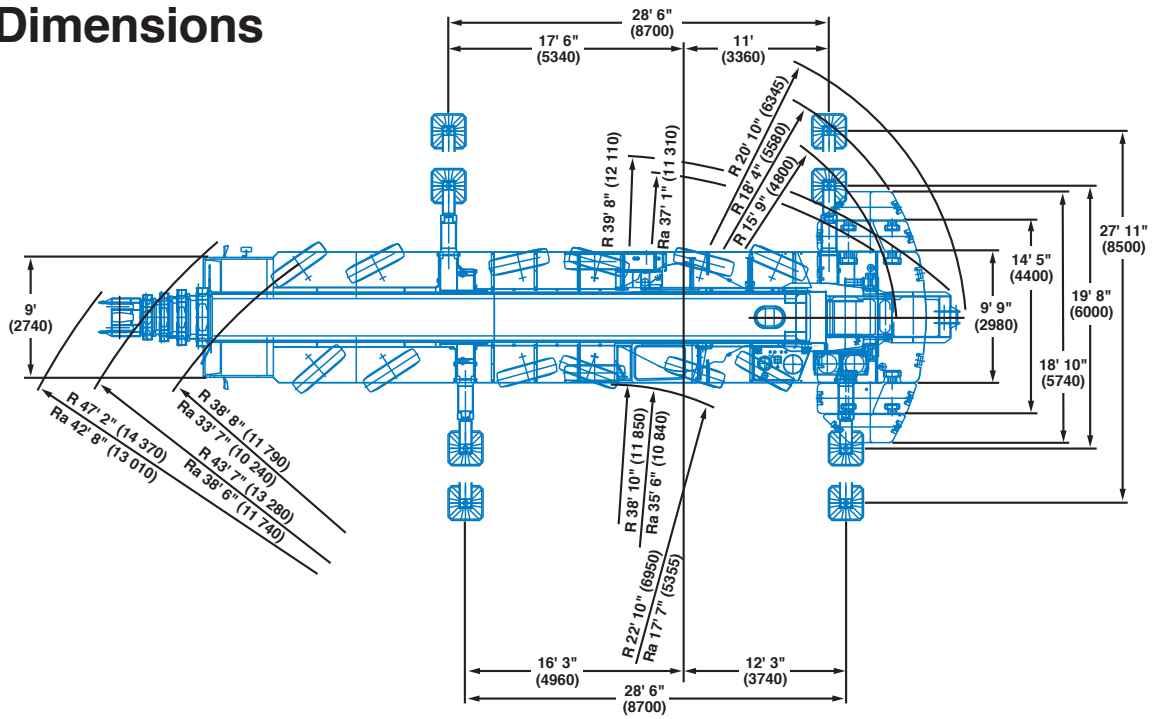 Dimensions
28' 6"
(8700)
17' 6"
(5340)
11'
(3360)
R 20' 10" (6345)
R 18' 4" (5580)
R 15' 9" (4800)
R 39' 8" (12 110)
Ra 37' 1" (11 310)
9'
(2740)
27' 11"
(8500)
14' 5"
(4400)
19' 8"
(6000)
9' 9"
(2980)
18' 10"
(5740)
R 47' 2" (14 370)
Ra 42' 8" (13 010)
R 38' 8" (11 790)
Ra 33' 7" (10 240)
R 43' 7" (13 280)
Ra 38' 6" (11 740)
R 38' 10" (11 850)
Ra 35' 6" (10 840)
R 22' 10" (6950)
Ra 17' 7" (5355)
16' 3"
(4960)
12' 3"
(3740)
28' 6"
(8700)